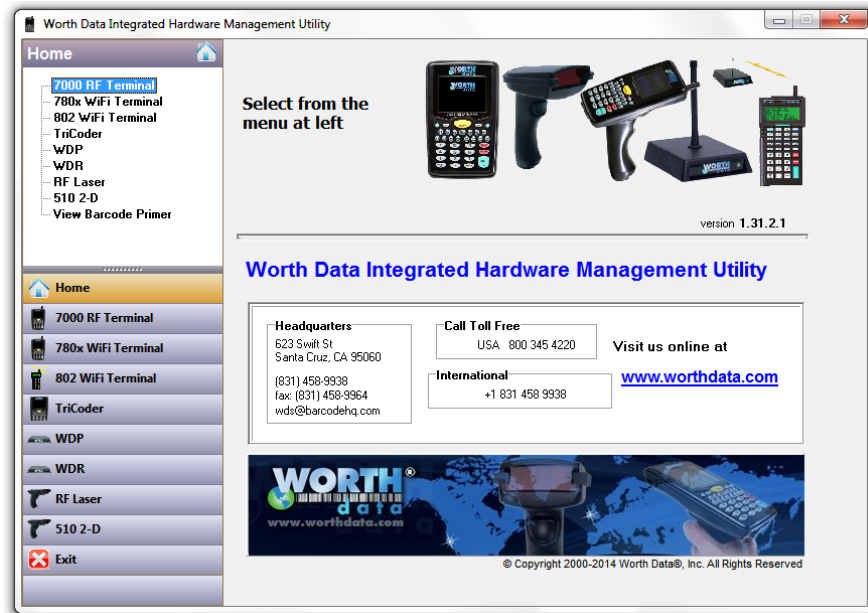 Worth Data Integrated Hardware Management Utility
Home
7000 RF Terminal
780x WiFi Terminal
802 WiFi Terminal
TriCoder
WDP
WDR
RF Laser
510 2-D
View Barcode Primer
Home
7000 RF Terminal
780x WiFi Terminal
802 WiFi Terminal
TriCoder
WDP
WDR
RF Laser
510 2-D
Exit
Select from the
menu at left
WORTH
WORTH
WORTH
version 1.31.2.1
Worth Data Integrated Hardware Management Utility
Headquarters
623 Swift St
Santa Cruz, CA 95060
(831) 458-9938
fax: (831) 458-9964
wds@barcodehq.com
Call Toll Free
USA 800 345 4220
International
+1 831 458 9938
Visit us online at
www.worthdata.com
WORTH ®
data
www.worthdata.com
© Copyright 2000-2014 Worth Data®, Inc. All Rights Reserved